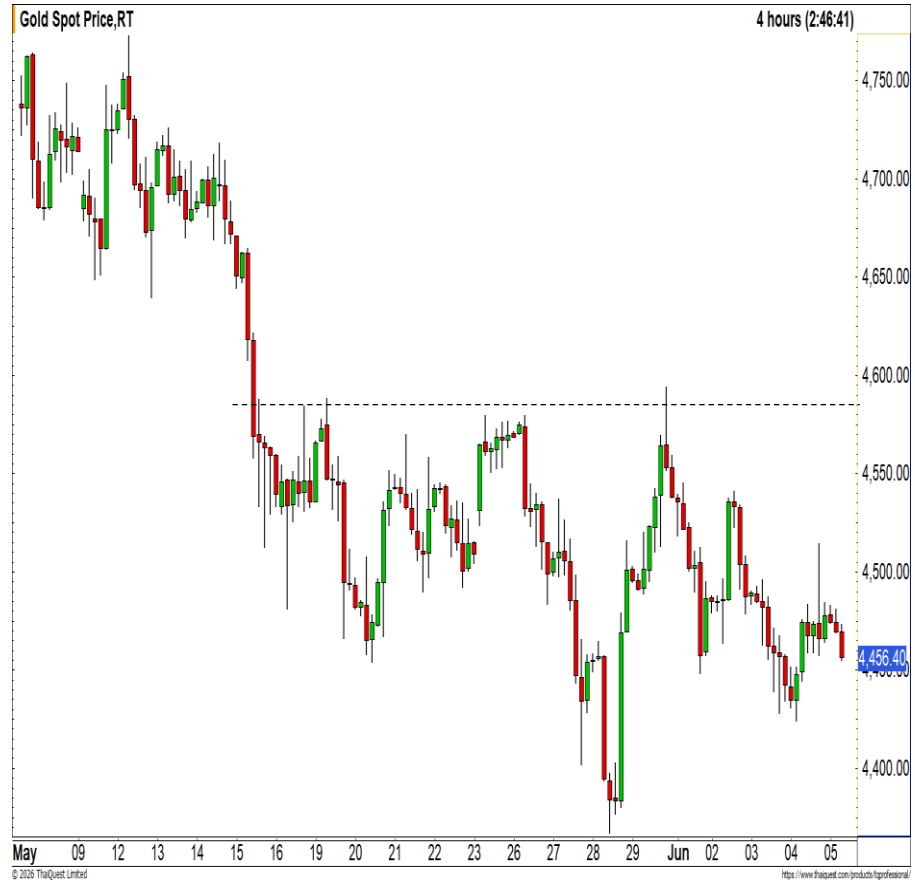 Gold Spot Price,RT
4 hours (2:46:41)
4,750.00
4,700.00
4,650.00
4,600.00
4,550.00
4,500.00
4,456.40
4,400.00
May 09 12 13 14 15 16 19 20 21 22 23 26 27 28 29 Jun 02 03 04 05
© 2026 ThaiQuest Limited
https://www.thaiquest.com/products/tqprofessional/